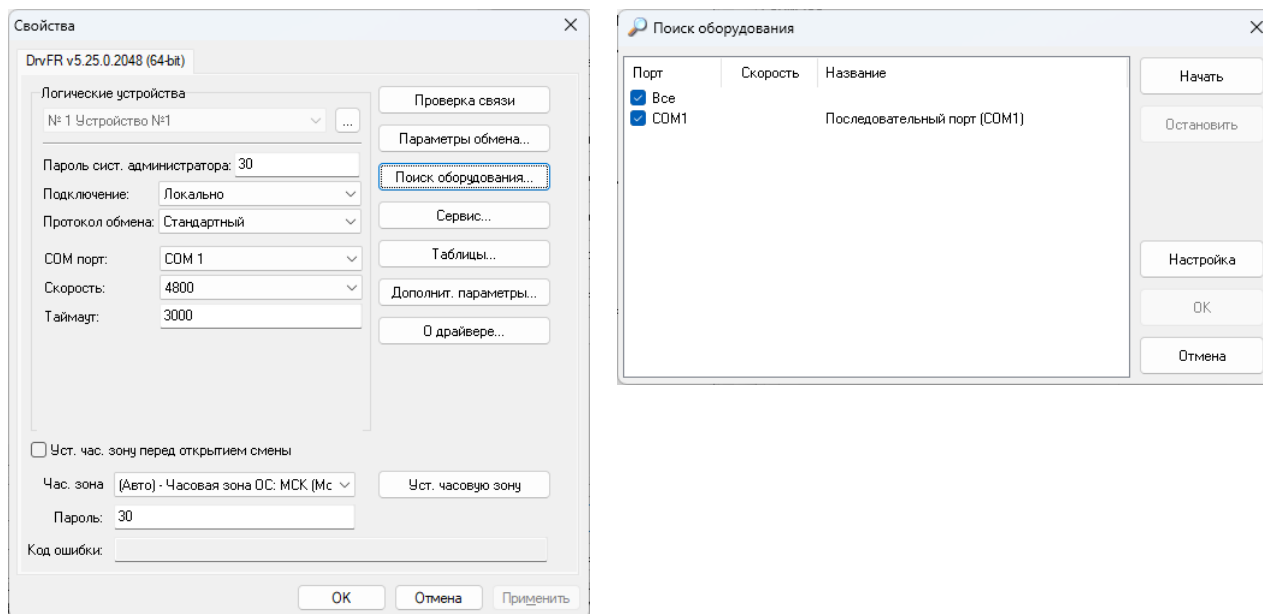 Свойства
DrvFR v5.25.0.2048 (64-bit)
Логические устройства
№ 1 Устройство №1
...
Пароль сист. администратора: 30
Подключение: Локально
Протокол обмена: Стандартный
COM порт: COM 1
Скорость: 4800
Таймаут: 3000
Проверка связи
Параметры обмена...
Поиск оборудования...
Сервис...
Таблицы...
Дополнит. параметры...
О драйвере...
Уст. час. зону перед открытием смены
Час. зона (Авто) - Часовая зона ОС: МСК (Мс
Уст. часовую зону
Пароль: 30
Код ошибки:
OK Отмена Применить
Поиск оборудования
Порт Скорость Название
Все
COM1 Последовательный порт (COM1)
Начать
Остановить
Настройка
OK
Отмена